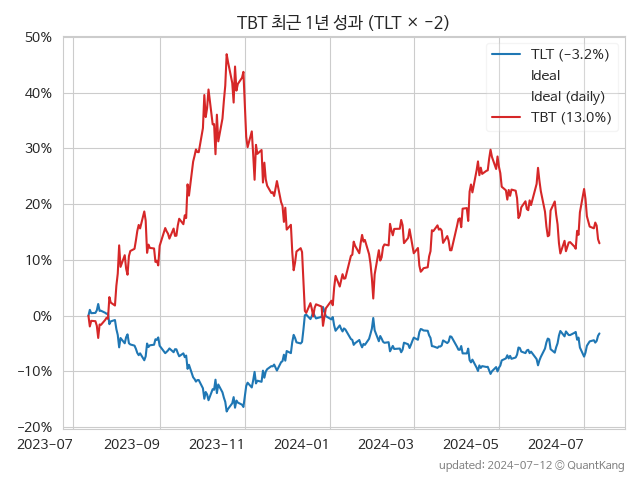 TBT 최근 1년 성과 (TLT × −2)
50%
40%
30%
20%
10%
0%
−10%
−20%
TLT (−3.2%)
Ideal
Ideal (daily)
TBT (13.0%)
2023-07
2023-09
2023-11
2024-01
2024-03
2024-05
2024-07
updated: 2024-07-12 © QuantKang